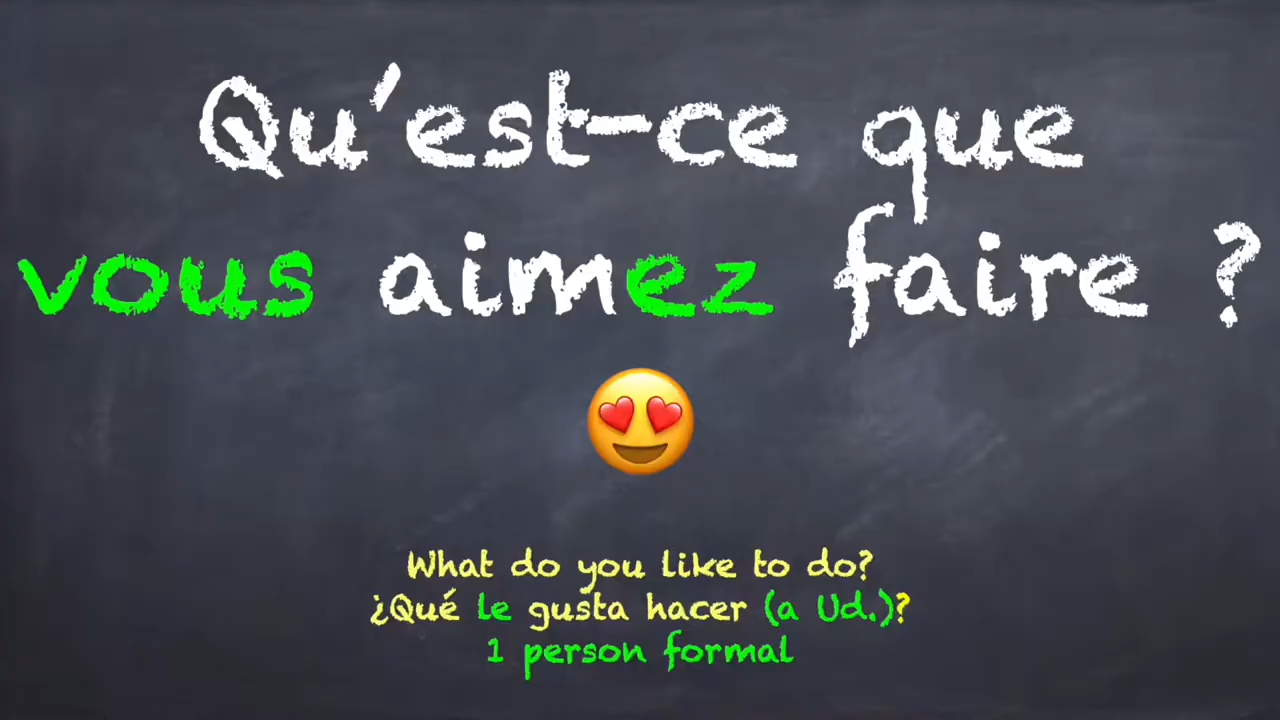 Qu'est-ce que
vous aimez faire ?
What do you like to do?
¿Qué le gusta hacer (a Ud.)?
1 person formal